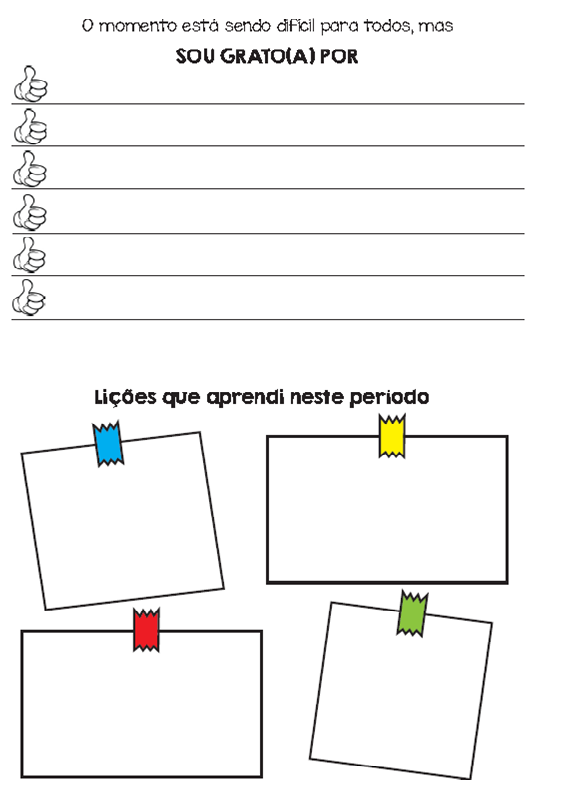 O momento está sendo difícil para todos, mas
SOU GRATO(A) POR
Lições que aprendi neste período